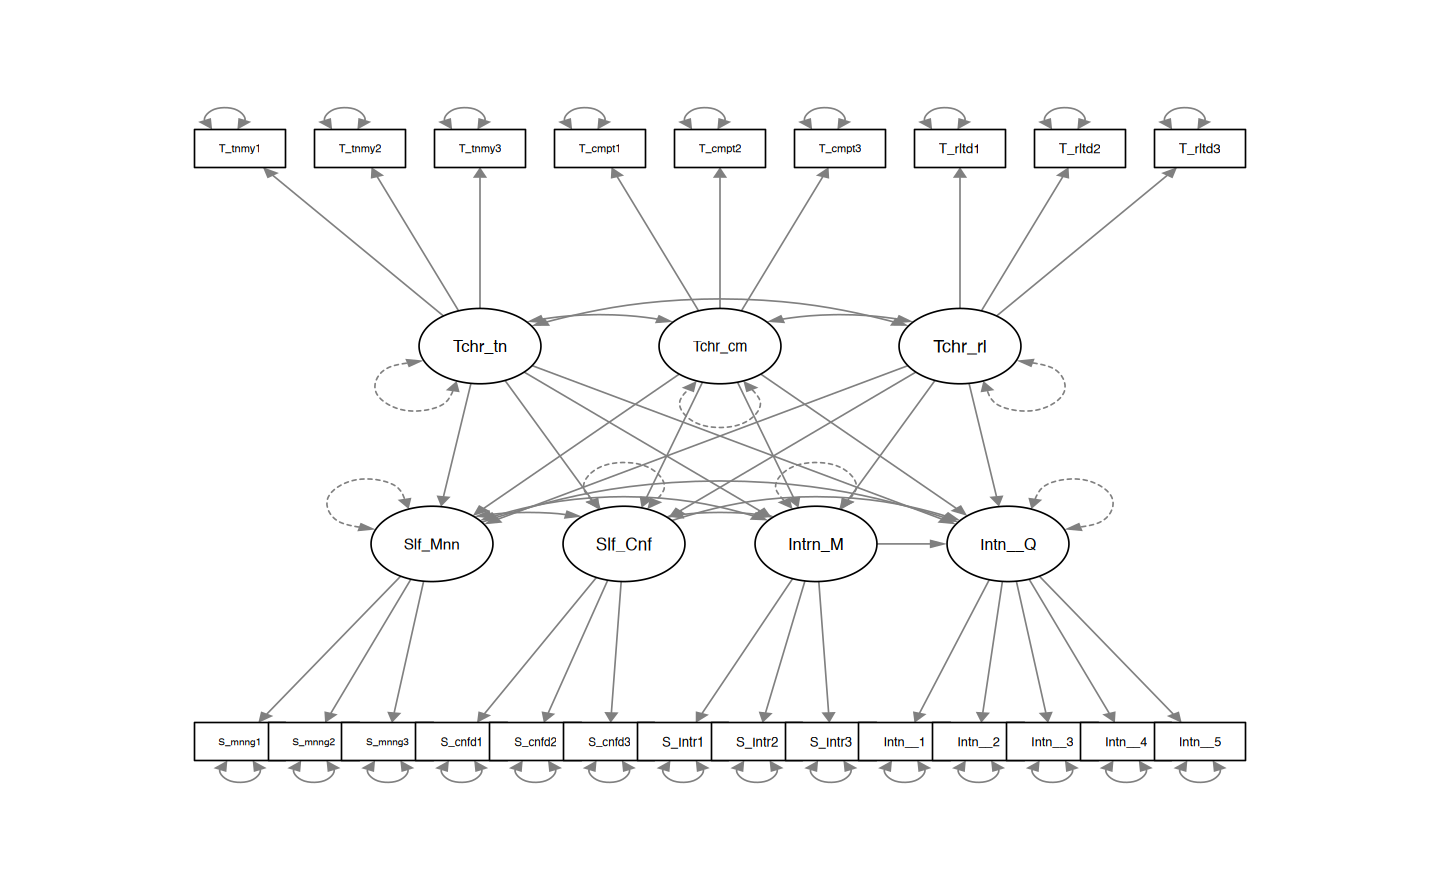 T_tnmy1
T_tnmy2
T_tnmy3
T_cmpt1
T_cmpt2
T_cmpt3
T_rltd1
T_rltd2
T_rltd3
Tchr_tn
Tchr_cm
Tchr_rl
Slf_Mnn
Slf_Cnf
Intrn_M
Intn__Q
S_mnng1
S_mnng2
S_mnng3
S_cnfd1
S_cnfd2
S_cnfd3
S_intr1
S_intr2
S_intr3
Intn__1
Intn__2
Intn__3
Intn__4
Intn__5